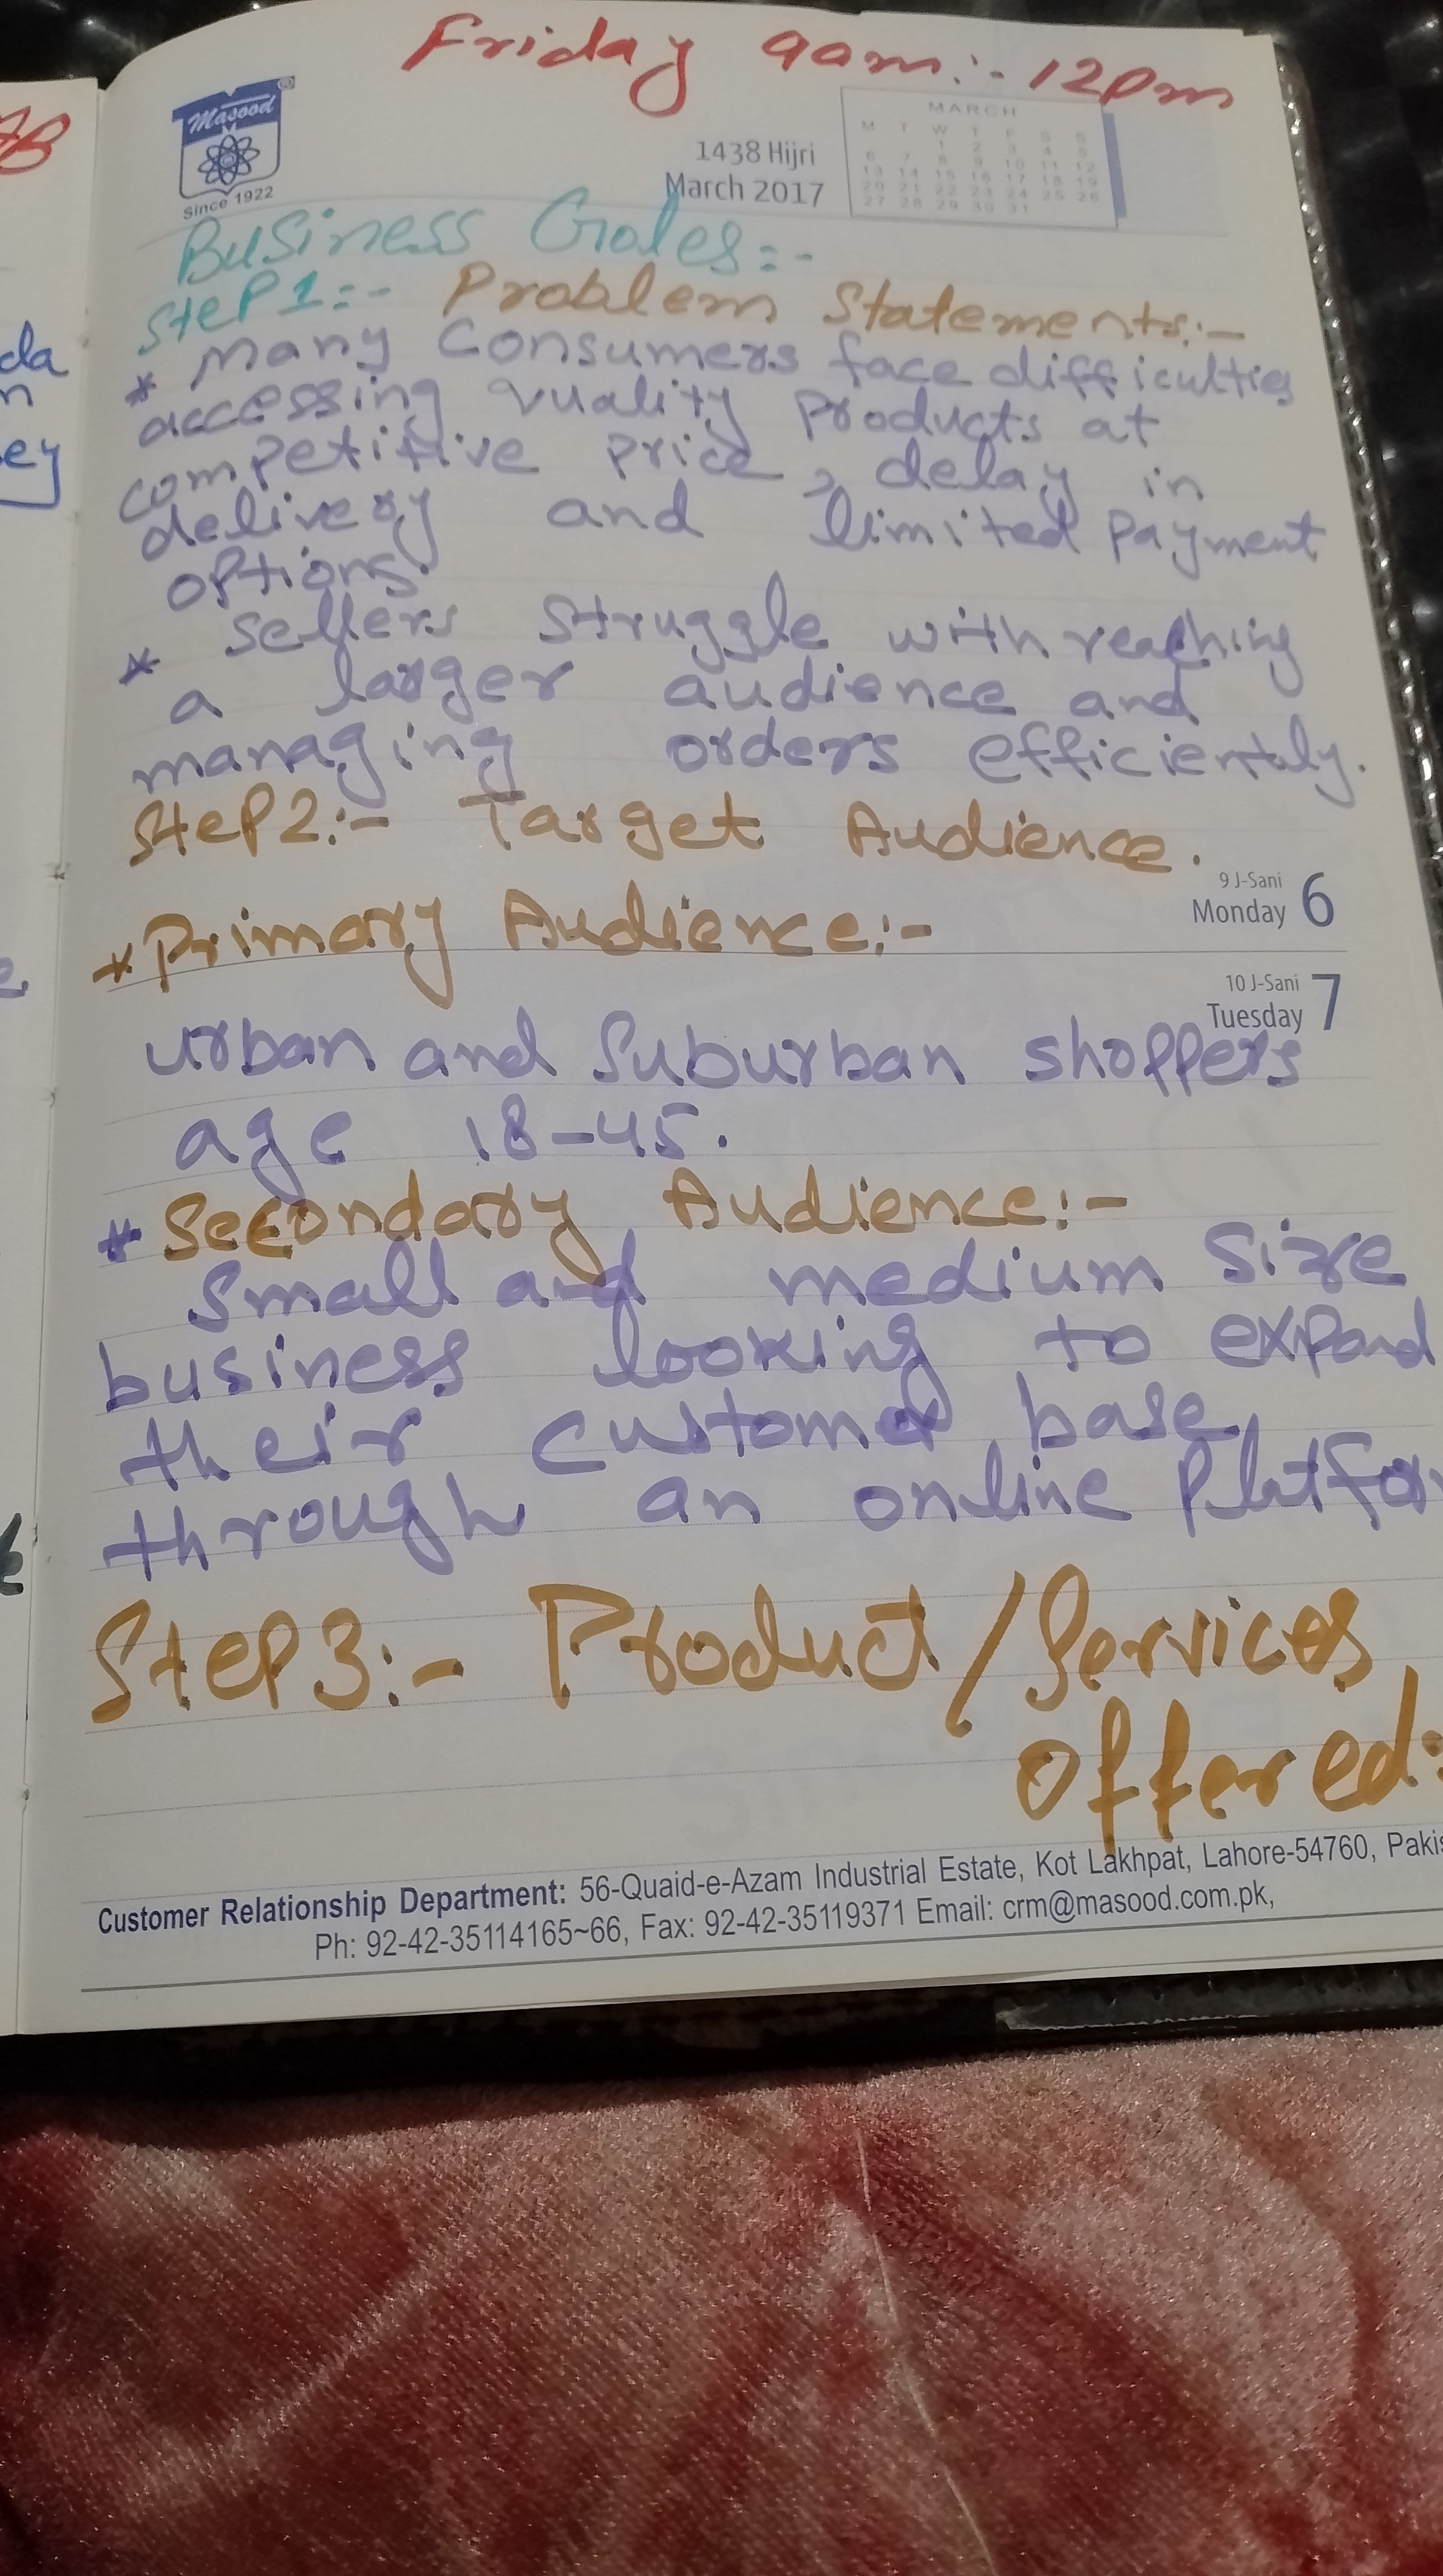 Friday 9am:- 12pm
Masood
Since 1922
1438 Hijri
March 2017
MARCH
M T W T F S S
1 2 3 4 5
6 7 8 9 10 11 12
13 14 15 16 17 18 19
20 21 22 23 24 25 26
27 28 29 30 31
Business Goles:-
SteP1:- Problem Statements:-
* Many Consumers face difficulties
accessing quality Products at
competitive price, delay in
delivery and limited Payment
options.
* Sellers struggle with reaching
a larger audience and
managing orders efficiently.
SteP2:- Target Audience.
9 J-Sani
Monday 6
* Primary Audience:-
10 J-Sani
Tuesday 7
urban and Suburban shoppers
age 18-45.
* Secondary Audience:-
Small and medium Size
business looking to expand
their customer base
through an online Platfor
SteP3:- Product/Services
offered:
Customer Relationship Department: 56-Quaid-e-Azam Industrial Estate, Kot Lakhpat, Lahore-54760, Pakis
Ph: 92-42-35114165~66, Fax: 92-42-35119371 Email: crm@masood.com.pk,